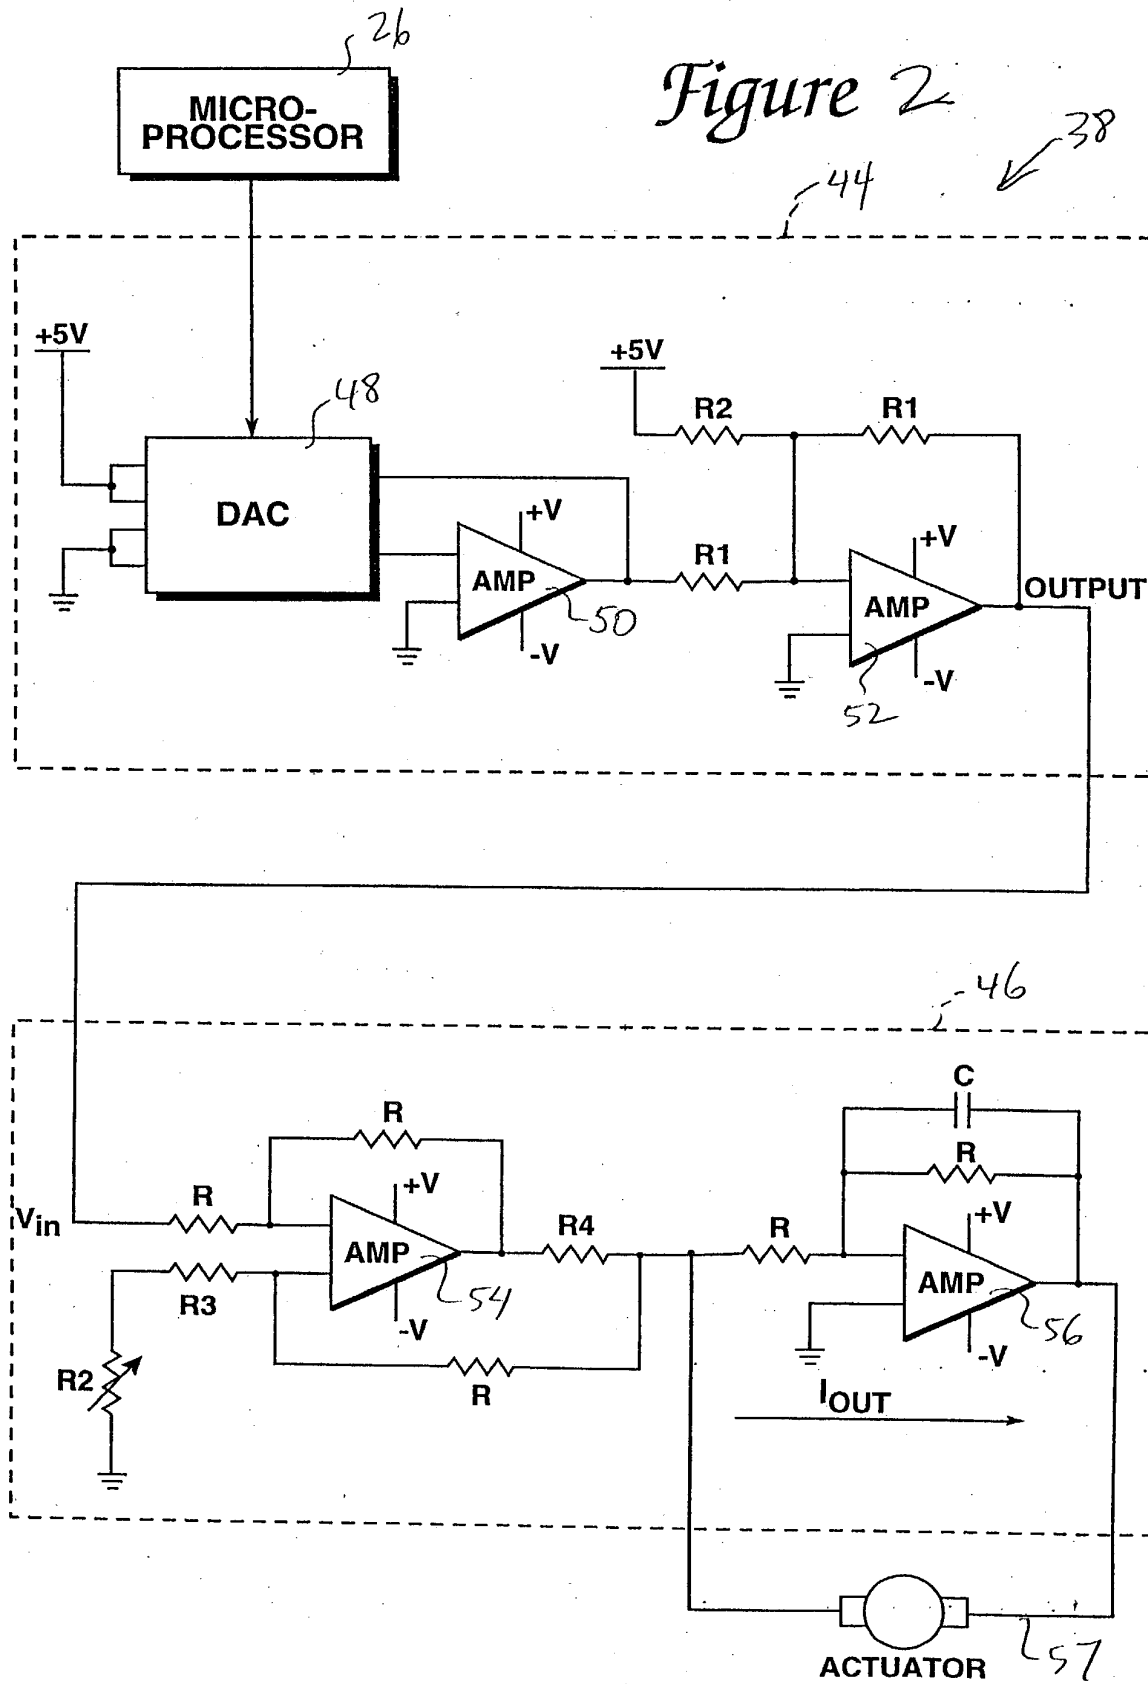 26
MICRO-
PROCESSOR
Figure 2
38
44
+5V
48
DAC
+5V
R2
R1
+V
AMP
50
-V
R1
+V
AMP
52
-V
OUTPUT
46
Vin
R
R
+V
AMP
54
-V
R3
R2
R
R4
R
C
R
+V
AMP
56
-V
IOUT
ACTUATOR
57